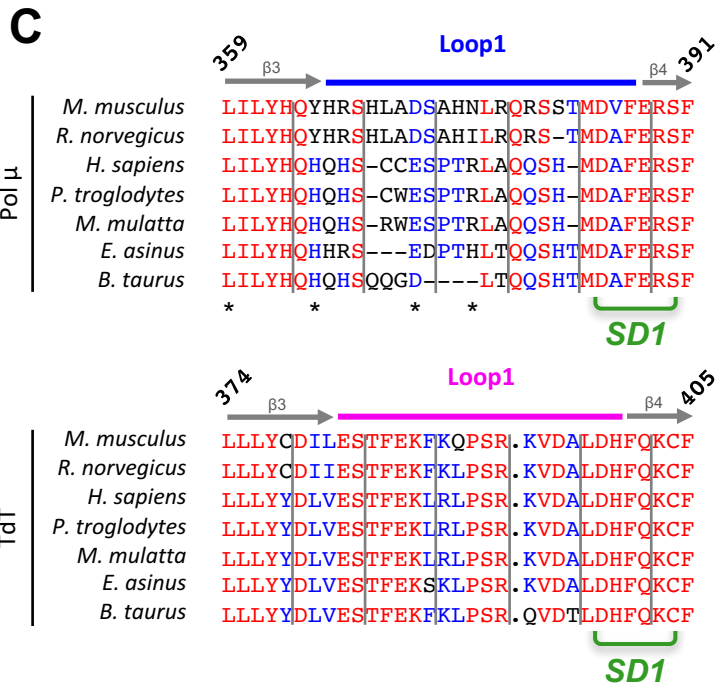 C
359 Loop1 391
β3 β4
Pol μ
M. musculus LILYHQYHRSHLADSAHNLRQRSSTMDVFERSF
R. norvegicus LILYHQYHRSHLADSAHILRQRS-TMDAFERSF
H. sapiens LILYHQHQHS-CCESPTRLAQQSH-MDAFERSF
P. troglodytes LILYHQHQHS-CWESPTRLAQQSH-MDAFERSF
M. mulatta LILYHQHQHS-RWESPTRLAQQSH-MDAFERSF
E. asinus LILYHQHHRS---EDPTHLTQQSHTMDAFERSF
B. taurus LILYHQHQHSQQGD----LTQQSHTMDAFERSF
* * * *
SD1
374 Loop1 405
β3 β4
TdT
M. musculus LLLYCDILESTFEKFKQPSR.KVDALDHFQKCF
R. norvegicus LLLYCDIIESTFEKFKLPSR.KVDALDHFQKCF
H. sapiens LLLYYDLVESTFEKLRLPSR.KVDALDHFQKCF
P. troglodytes LLLYYDLVESTFEKLRLPSR.KVDALDHFQKCF
M. mulatta LLLYYDLVESTFEKLRLPSR.KVDALDHFQKCF
E. asinus LLLYYDLVESTFEKSKLPSR.KVDALDHFQKCF
B. taurus LLLYYDLVESTFEKFKLPSR.QVDTLDHFQKCF
SD1